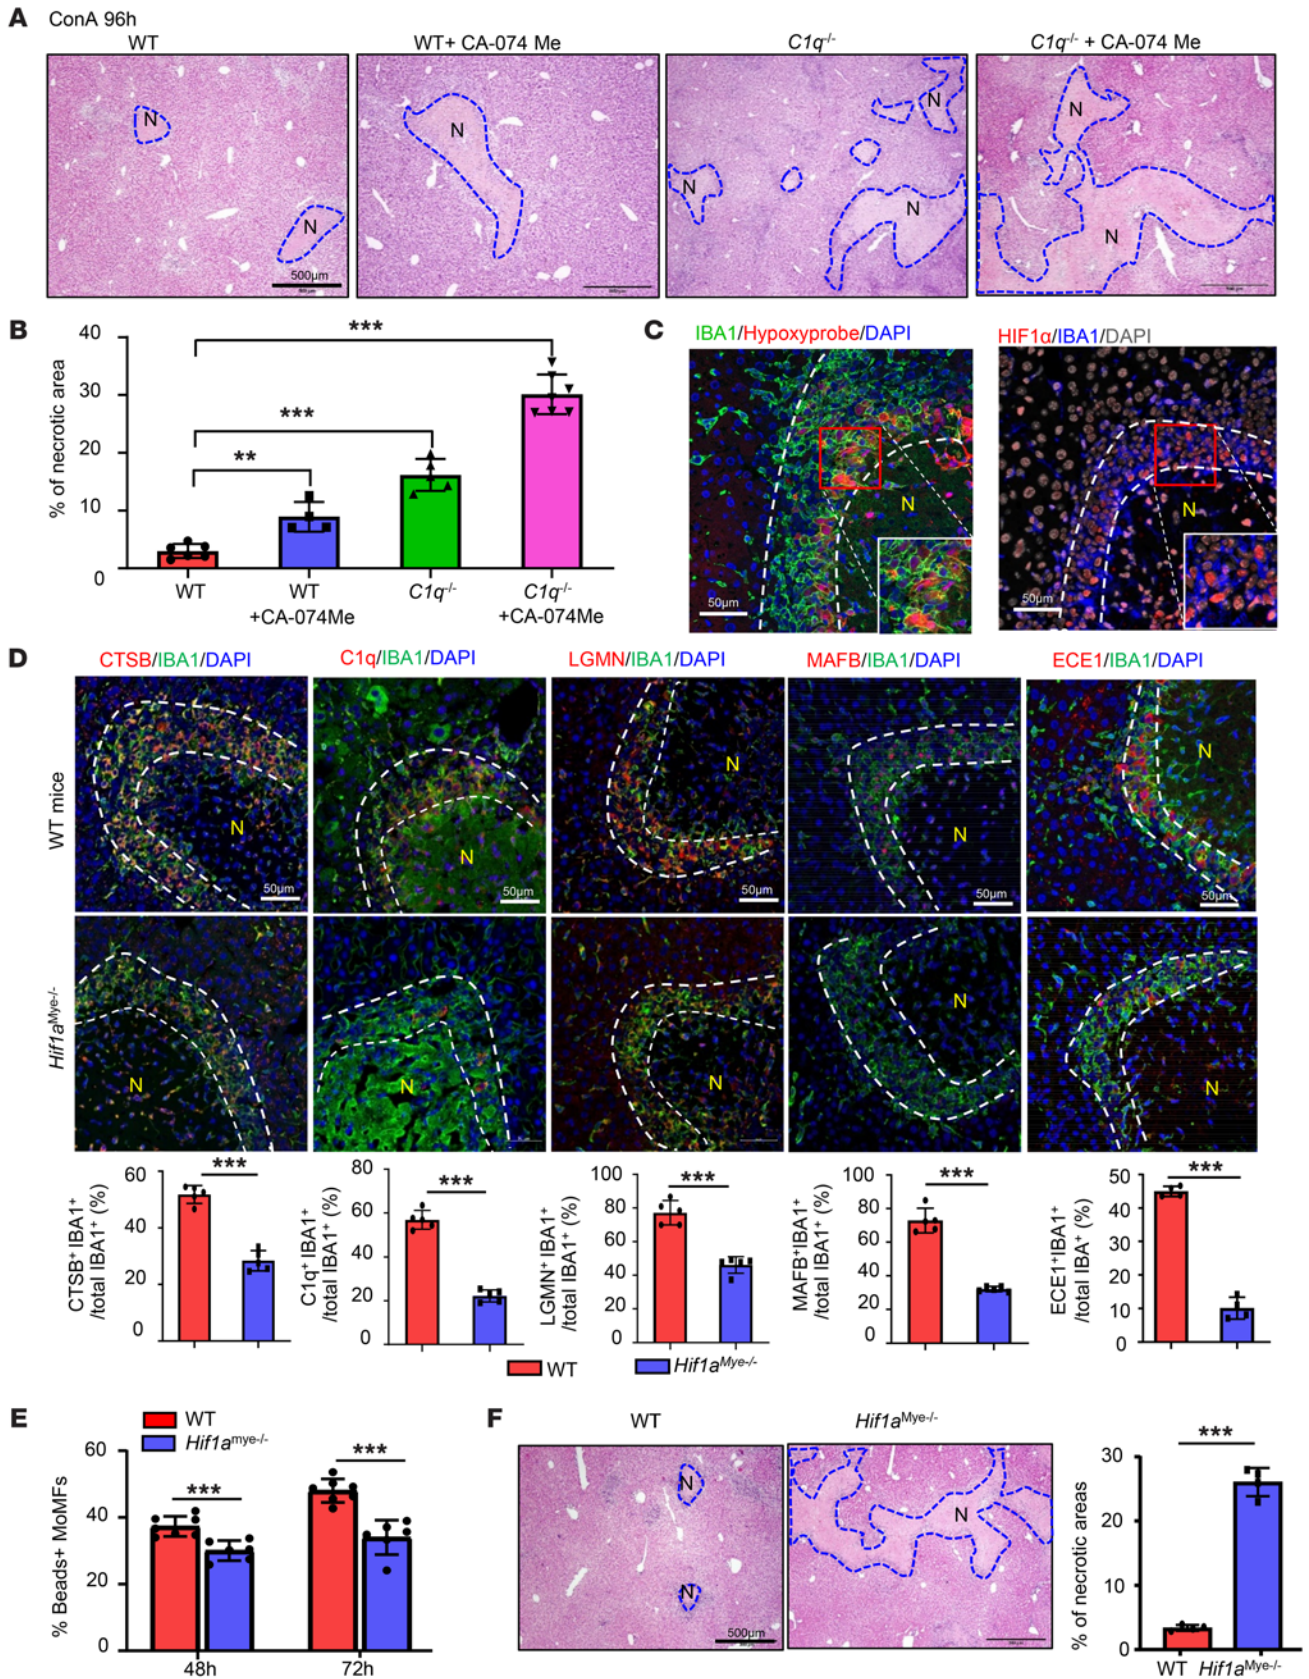 A ConA 96h
WT
WT+ CA-074 Me
C1q-/-
C1q-/- + CA-074 Me
N
N
500µm
N
N
N
N
N
N
B
% of necrotic area
40
30
20
10
0
***
***
**
WT
WT
+CA-074Me
C1q-/-
C1q-/-
+CA-074Me
C
IBA1/Hypoxyprobe/DAPI
N
50µm
HIF1α/IBA1/DAPI
N
50µm
D
CTSB/IBA1/DAPI
C1q/IBA1/DAPI
LGMN/IBA1/DAPI
MAFB/IBA1/DAPI
ECE1/IBA1/DAPI
WT mice
N
50µm
N
50µm
N
50µm
N
50µm
N
50µm
Hif1aMye-/-
N
N
N
N
N
CTSB+ IBA1+
/total IBA1+ (%)
60
40
20
0
***
C1q+ IBA1+
/total IBA1+ (%)
80
60
40
20
0
***
LGMN+ IBA1+
/total IBA1+ (%)
100
80
60
40
20
0
***
MAFB+IBA1+
/total IBA1+ (%)
100
80
60
40
20
0
***
ECE1+IBA1+
/total IBA+ (%)
50
40
30
20
10
0
***
WT
Hif1aMye-/-
E
WT
Hif1amye-/-
% Beads+ MoMFs
60
40
20
0
***
***
48h
72h
F
WT
Hif1aMye-/-
N
N
500µm
N
% of necrotic areas
30
20
10
0
***
WT
Hif1aMye-/-